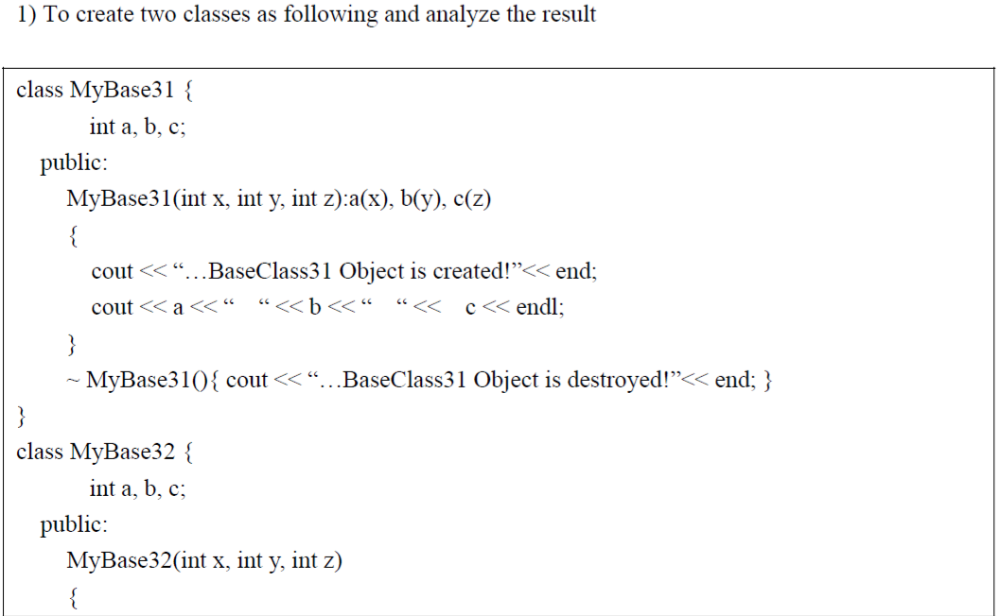 1) To create two classes as following and analyze the result
class MyBase31 {
int a, b, c;
public:
MyBase31(int x, int y, int z):a(x), b(y), c(z)
{
cout << “…BaseClass31 Object is created!”<< end;
cout << a << “ “ << b << “ “ << c << endl;
}
~ MyBase31(){ cout << “…BaseClass31 Object is destroyed!”<< end; }
}
class MyBase32 {
int a, b, c;
public:
MyBase32(int x, int y, int z)
{